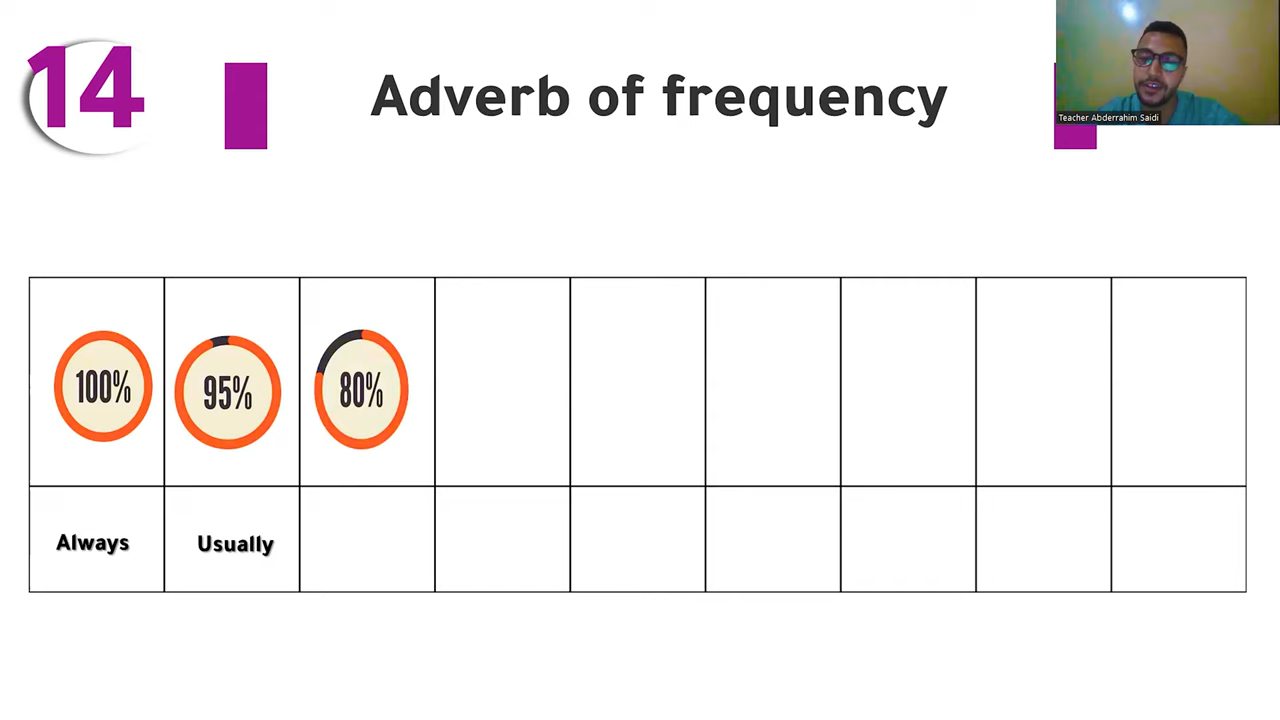 14
Adverb of frequency
Teacher Abderrahim Saidi
100%
95%
80%
Always
Usually